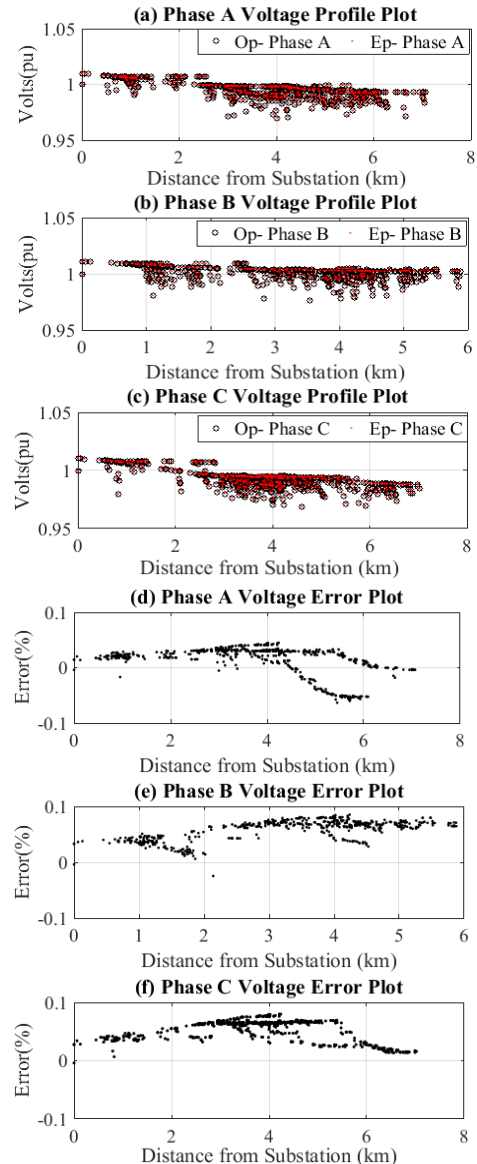 (a) Phase A Voltage Profile Plot
1.05
Op- Phase A Ep- Phase A
Volts(pu)
1
0.95
0 2 4 6 8
Distance from Substation (km)
(b) Phase B Voltage Profile Plot
1.05
Op- Phase B Ep- Phase B
Volts(pu)
1
0.95
0 1 2 3 4 5 6
Distance from Substation (km)
(c) Phase C Voltage Profile Plot
1.05
Op- Phase C Ep- Phase C
Volts(pu)
1
0.95
0 2 4 6 8
Distance from Substation (km)
(d) Phase A Voltage Error Plot
0.1
Error(%)
0
-0.1
0 2 4 6 8
Distance from Substation (km)
(e) Phase B Voltage Error Plot
0.1
Error(%)
0
-0.1
0 1 2 3 4 5 6
Distance from Substation (km)
(f) Phase C Voltage Error Plot
0.1
Error(%)
0
-0.1
0 2 4 6 8
Distance from Substation (km)